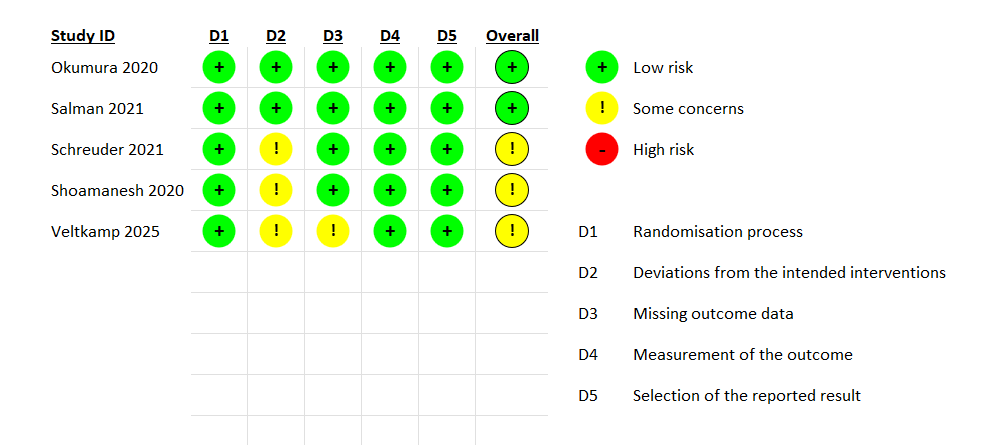 Study ID D1 D2 D3 D4 D5 Overall
Okumura 2020 + + + + + + + Low risk
Salman 2021 + + + + + + ! Some concerns
Schreuder 2021 + ! + + + ! - High risk
Shoamanesh 2020 + ! + + + !
Veltkamp 2025 + ! ! + + ! D1 Randomisation process
D2 Deviations from the intended interventions
D3 Missing outcome data
D4 Measurement of the outcome
D5 Selection of the reported result